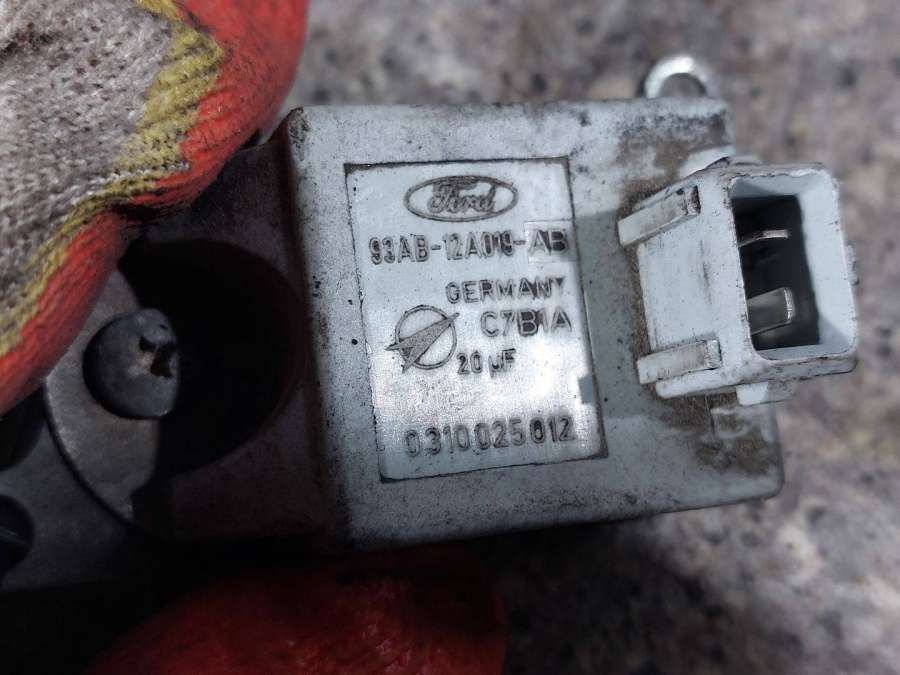 Ford
93AB-12A019-AB
GERMANY
C7B1A
20 µF
0310025012